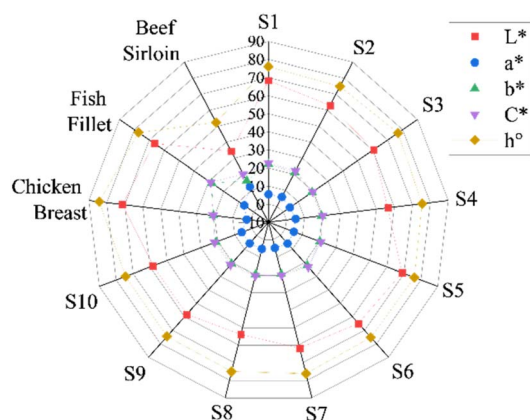 S1
90
80
70
60
50
40
30
20
10
0
-10
S2
S3
S4
S5
S6
S7
S8
S9
S10
Chicken
Breast
Fish
Fillet
Beef
Sirloin
L*
a*
b*
C*
h°